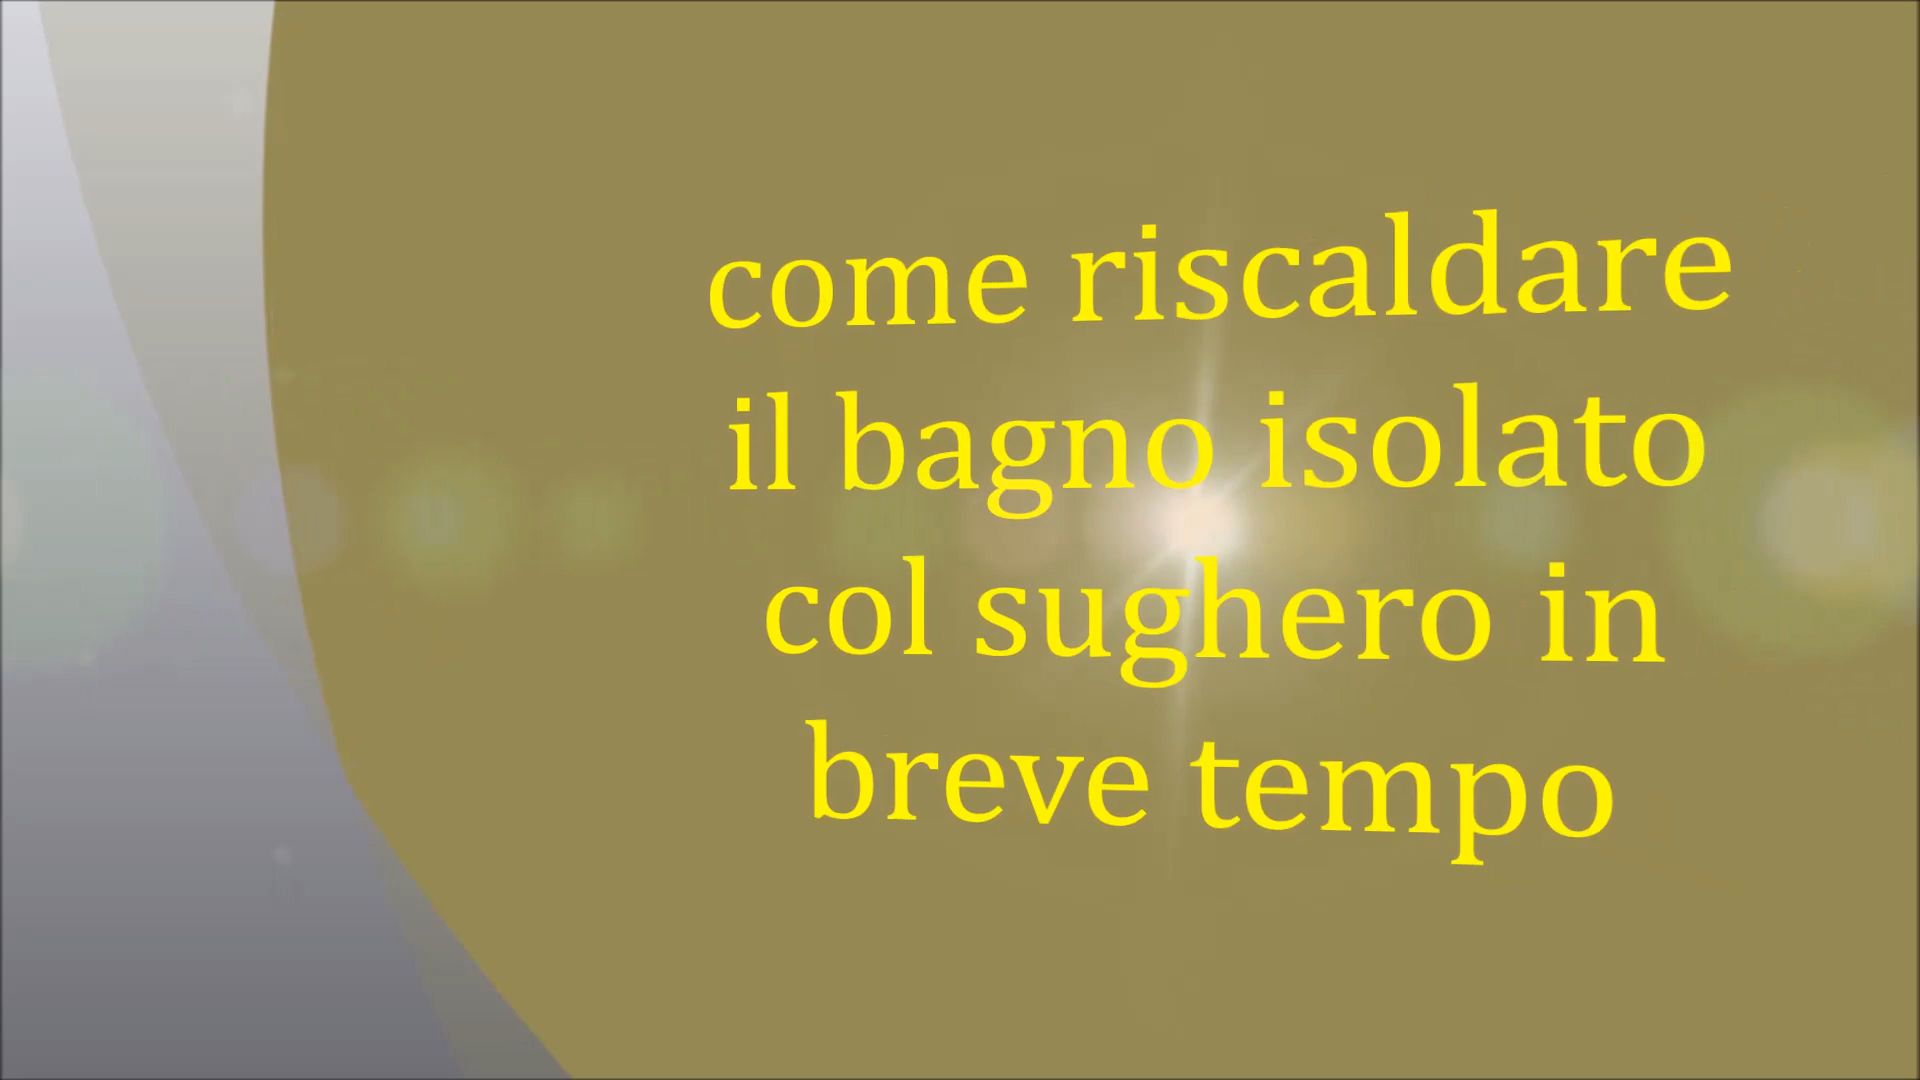 come riscaldare
il bagno isolato
col sughero in
breve tempo